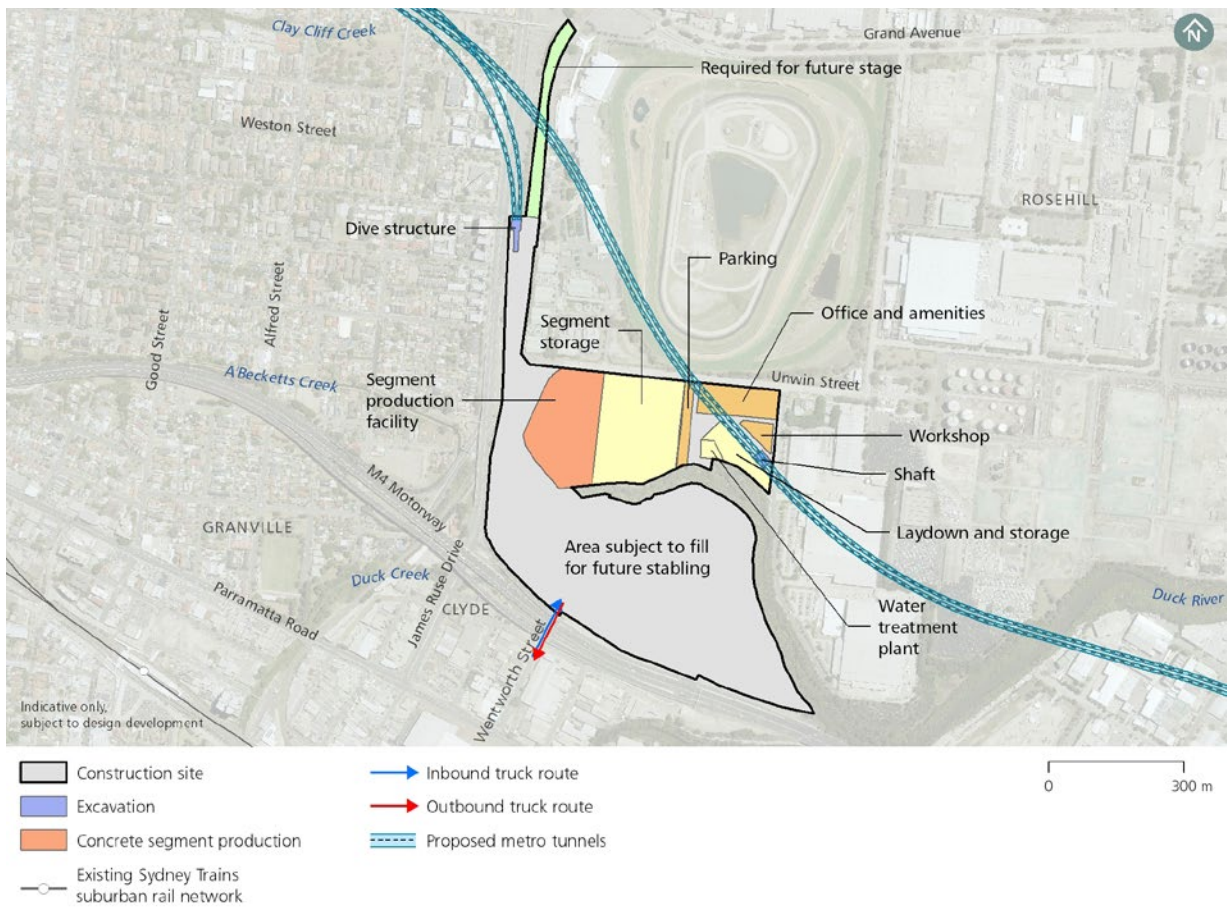 Clay Cliff Creek
Grand Avenue
N
Required for future stage
Weston Street
ROSEHILL
Dive structure
Parking
Alfred Street
Good Street
Office and amenities
Segment
storage
A'Becketts Creek
Unwin Street
Segment
production
facility
Workshop
Shaft
M4 Motorway
GRANVILLE
Laydown and storage
Area subject to fill
for future stabling
Duck Creek
James Ruse Drive
CLYDE
Duck River
Parramatta Road
Water
treatment
plant
Wentworth Street
Indicative only,
subject to design development
Construction site
Inbound truck route
0 300 m
Excavation
Outbound truck route
Concrete segment production
Proposed metro tunnels
Existing Sydney Trains
suburban rail network